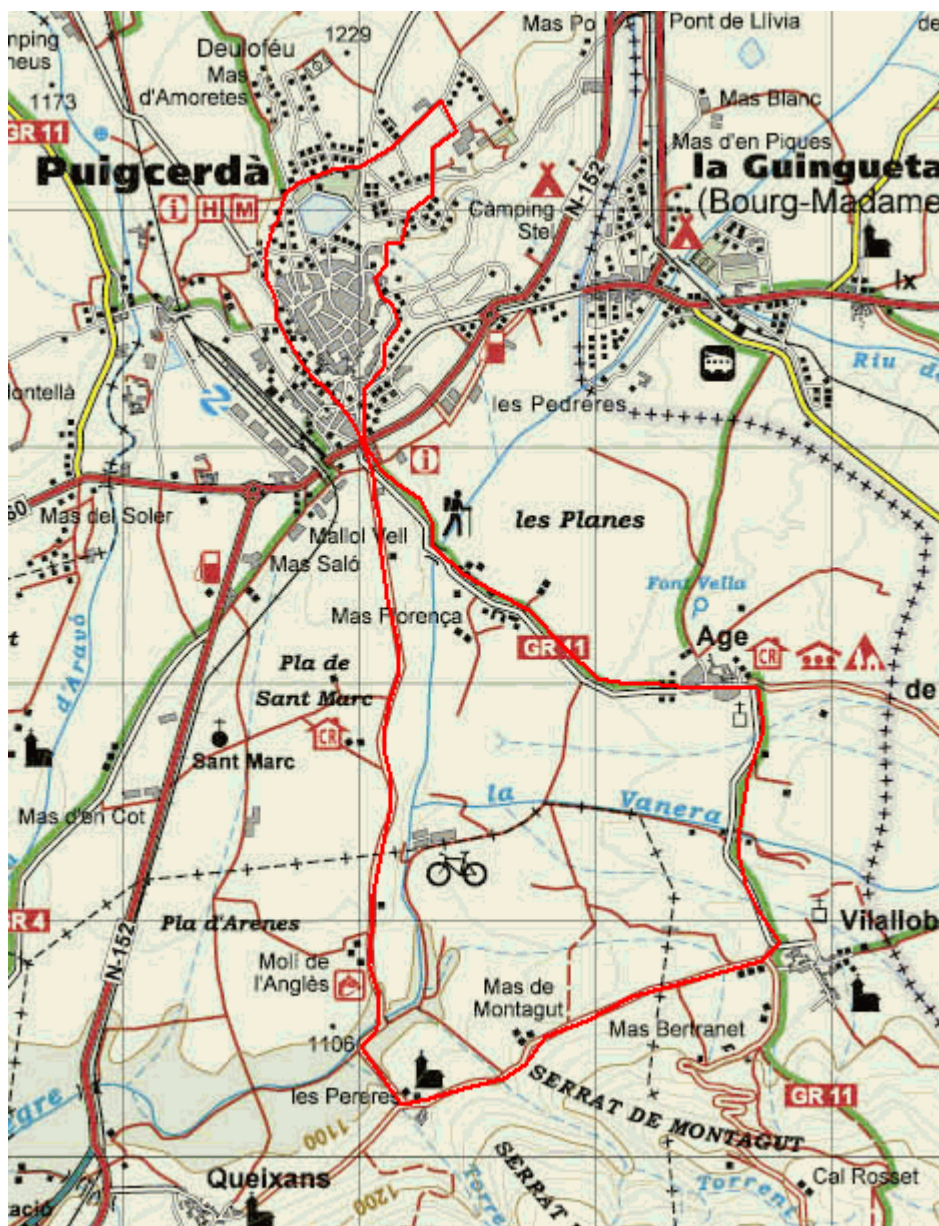 Mas Po
Pont de Llívia
Deulofèu
1229
Mas
d'Amoretes
1173
Mas Blanc
GR 11
Mas d'en Piques
Puigcerdà
la Guingueta
(Bourg-Madame
i H M
Càmping
Stel
N-152
Ix
Riu
les Pedreres
i
Mas del Soler
Mallol Vell
les Planes
Mas Saló
Font Vella
Mas Florença
d'Aravó
GR 11
Age
CR
Pla de
Sant Marc
de
CR
Sant Marc
la Vanera
Mas d'en Cot
GR 4
Pla d'Arenes
Vilallob
N-152
Molí de
l'Anglès
Mas de
Montagut
Mas Bertranet
1106
les Pereres
SERRAT DE MONTAGUT
GR 11
1100
Queixans
1200
SERRAT
Torrent
Cal Rosset